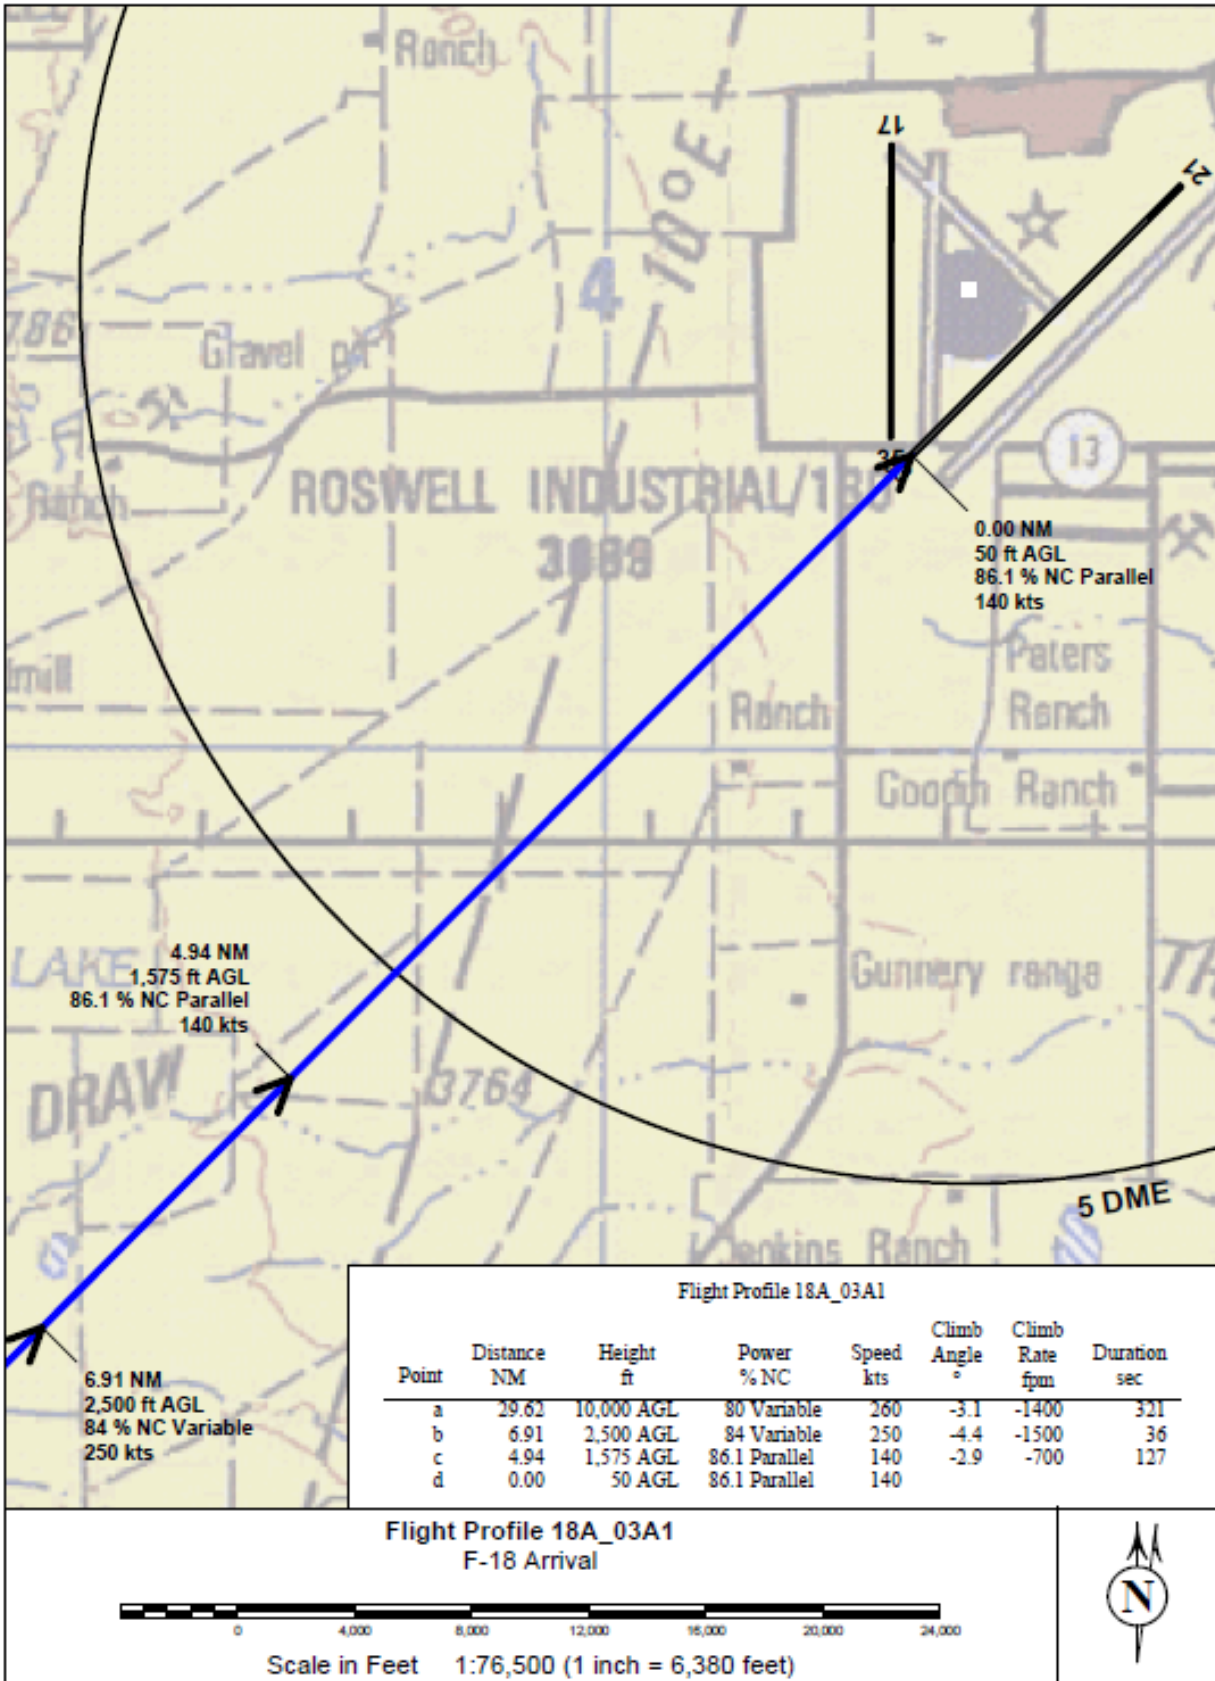 Ranch
17
21
10°E
4
786
Gravel pit
13
Ranch
35
ROSWELL INDUSTRIAL/180
3683
0.00 NM
50 ft AGL
86.1 % NC Parallel
140 kts
Paters
Ranch
Ranch
Goodin Ranch
4.94 NM
1,575 ft AGL
86.1 % NC Parallel
140 kts
LAKE
Gunnery range
DRAW
3764
5 DME
Jenkins Ranch
6.91 NM
2,500 ft AGL
84 % NC Variable
250 kts
Flight Profile 18A_03A1
Point Distance NM Height ft Power % NC Speed kts Climb Angle ° Climb Rate fpm Duration sec
a 29.62 10,000 AGL 80 Variable 260 -3.1 -1400 321
b 6.91 2,500 AGL 84 Variable 250 -4.4 -1500 36
c 4.94 1,575 AGL 86.1 Parallel 140 -2.9 -700 127
d 0.00 50 AGL 86.1 Parallel 140
Flight Profile 18A_03A1
F-18 Arrival
0 4,000 8,000 12,000 16,000 20,000 24,000
Scale in Feet 1:76,500 (1 inch = 6,380 feet)
N